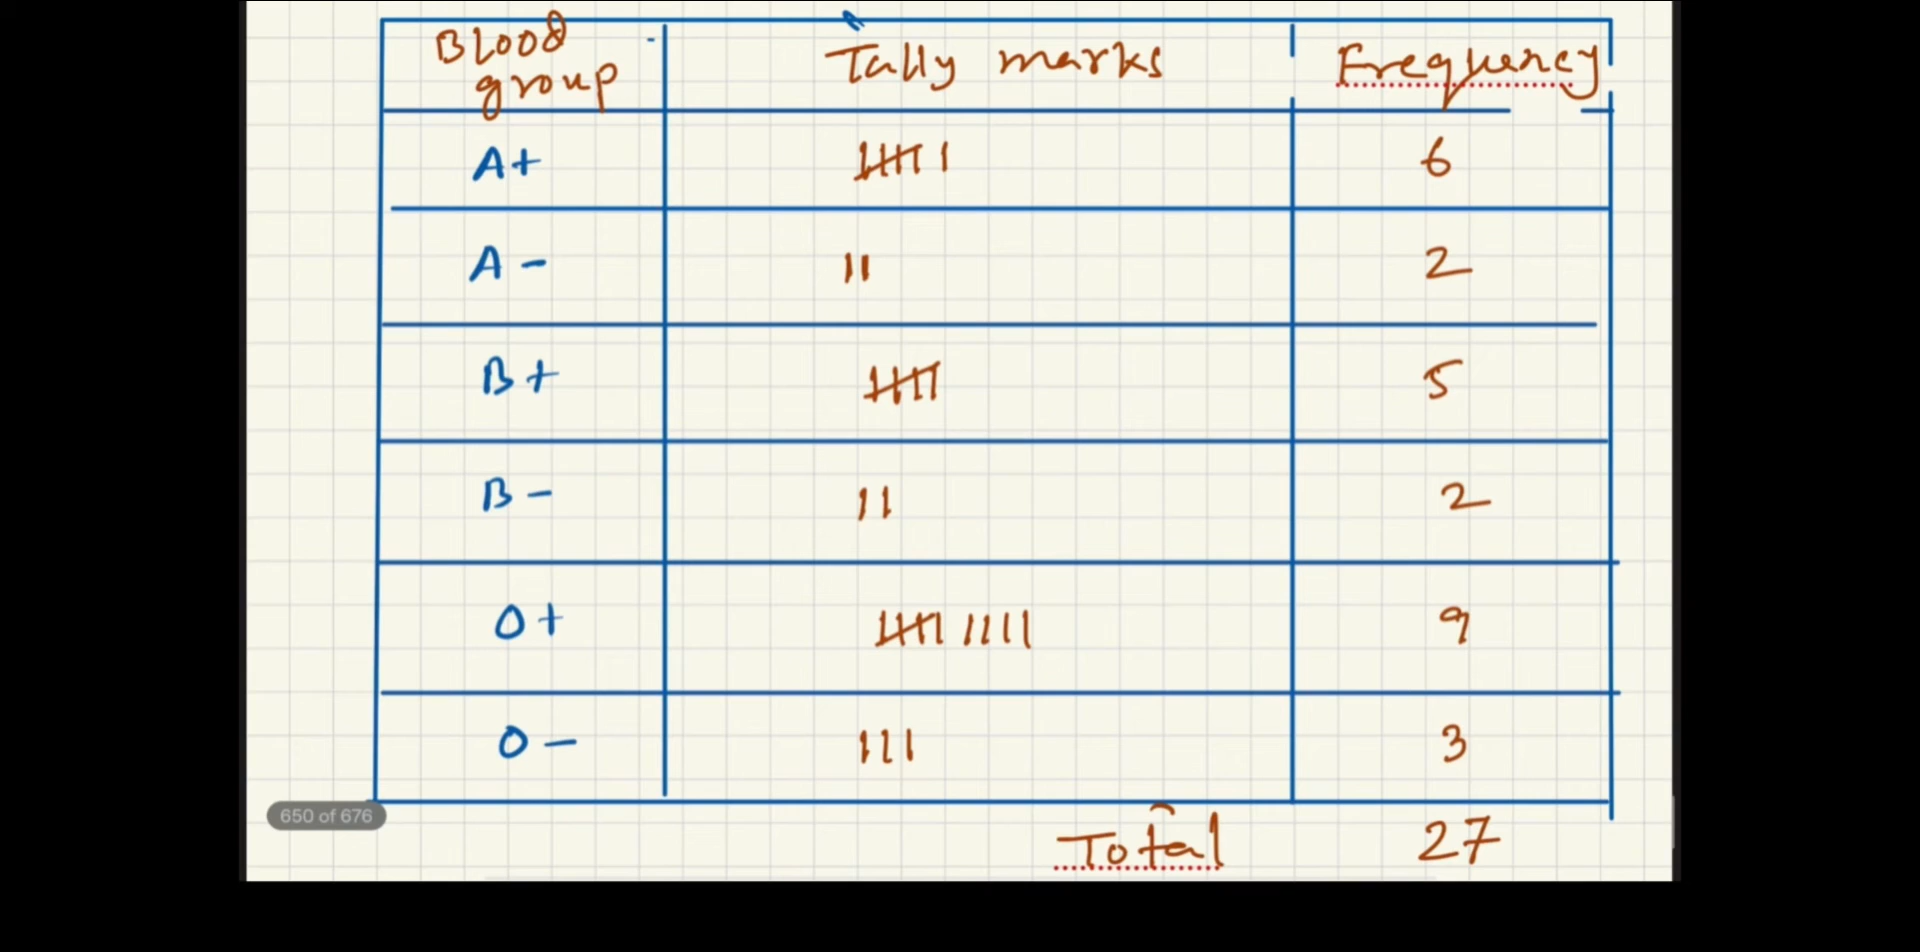 Blood group Tally marks Frequency
A+ 𝍸 | 6
A- || 2
B+ 𝍸 5
B- || 2
O+ 𝍸 |||| 9
O- ||| 3
Total 27
650 of 676